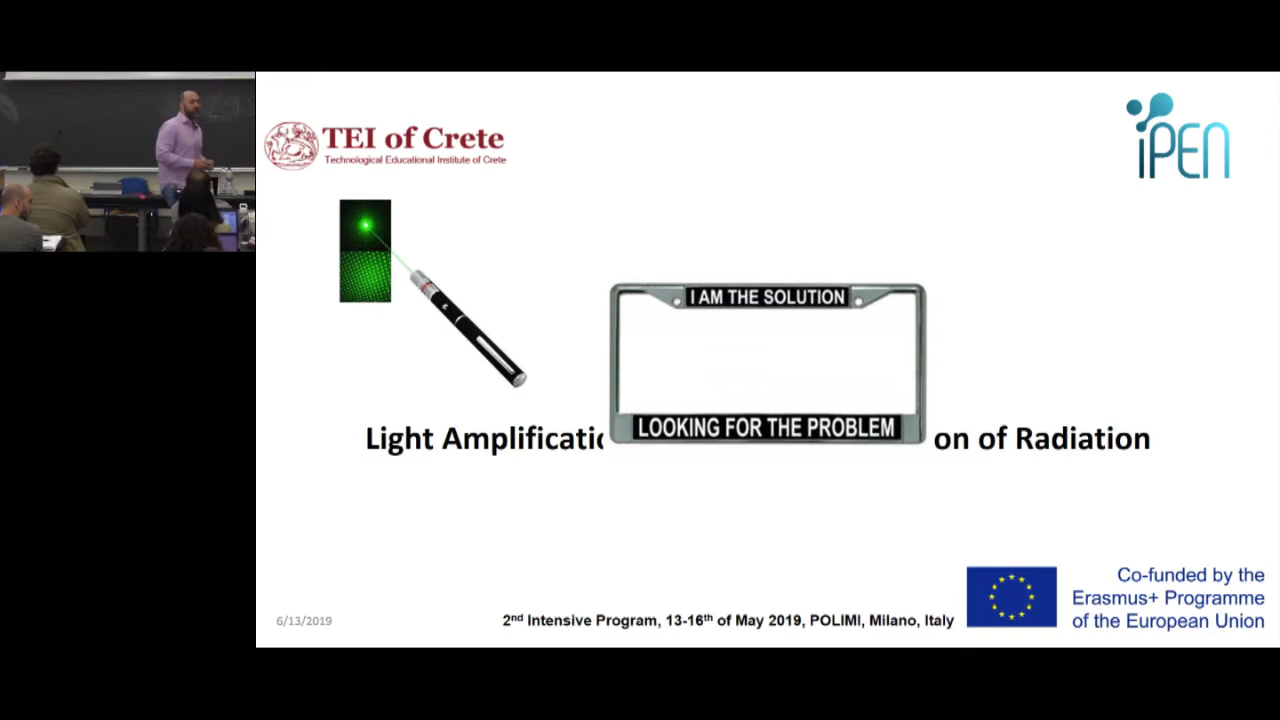 TEI of Crete
Technological Educational Institute of Crete
iPEN
I AM THE SOLUTION
LOOKING FOR THE PROBLEM
Light Amplificatio
on of Radiation
6/13/2019
2nd Intensive Program, 13-16th of May 2019, POLIMI, Milano, Italy
Co-funded by the
Erasmus+ Programme
of the European Union